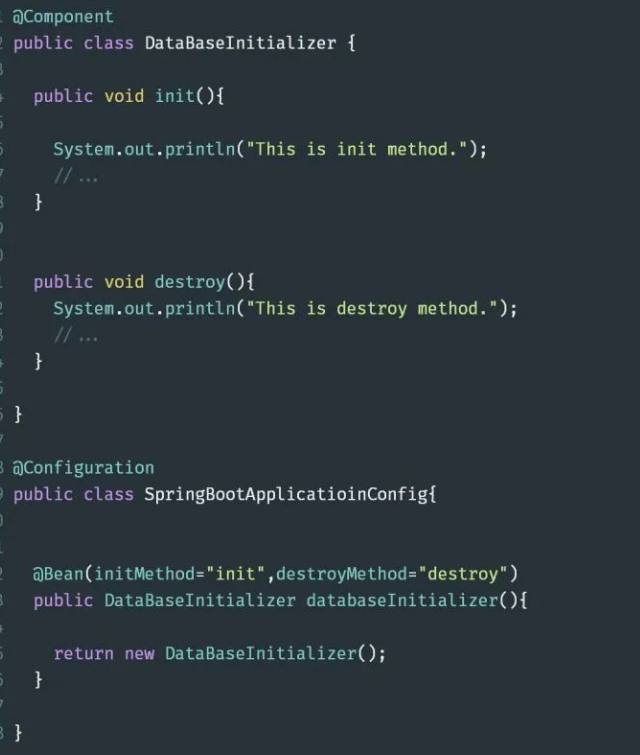 @Component
public class DataBaseInitializer {
public void init(){
System.out.println("This is init method.");
// ...
}
public void destroy(){
System.out.println("This is destroy method.");
// ...
}
}
@Configuration
public class SpringBootApplicatioinConfig{
@Bean(initMethod="init",destroyMethod="destroy")
public DataBaseInitializer databaseInitializer(){
return new DataBaseInitializer();
}
}